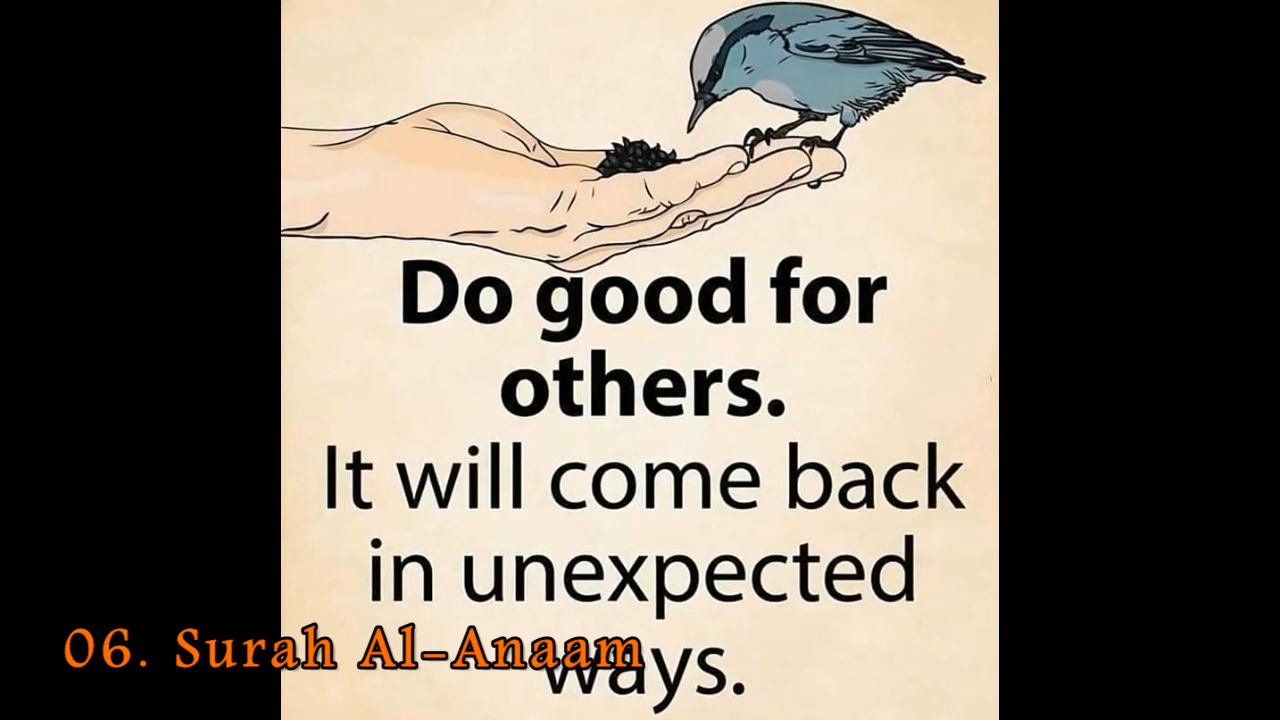 Do good for
others.
It will come back
in unexpected
ways.
06. Surah Al-Anaam